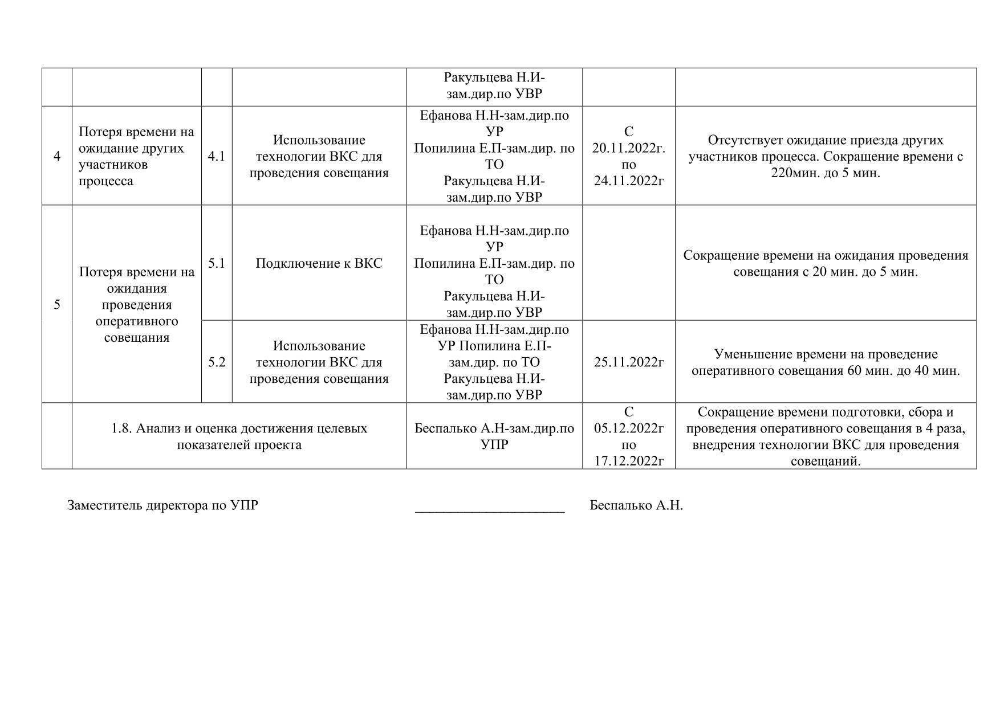 Ракульцева Н.И-
зам.дир.по УВР
4
Потеря времени на
ожидание других
участников
процесса
4.1
Использование
технологии ВКС для
проведения совещания
Ефанова Н.Н-зам.дир.по
УР
Попилина Е.П-зам.дир. по
ТО
Ракульцева Н.И-
зам.дир.по УВР
С
20.11.2022г.
по
24.11.2022г
Отсутствует ожидание приезда других
участников процесса. Сокращение времени с
220мин. до 5 мин.
5
Потеря времени на
ожидания
проведения
оперативного
совещания
5.1
Подключение к ВКС
Ефанова Н.Н-зам.дир.по
УР
Попилина Е.П-зам.дир. по
ТО
Ракульцева Н.И-
зам.дир.по УВР
Сокращение времени на ожидания проведения
совещания с 20 мин. до 5 мин.
5.2
Использование
технологии ВКС для
проведения совещания
Ефанова Н.Н-зам.дир.по
УР Попилина Е.П-
зам.дир. по ТО
Ракульцева Н.И-
зам.дир.по УВР
25.11.2022г
Уменьшение времени на проведение
оперативного совещания 60 мин. до 40 мин.
1.8. Анализ и оценка достижения целевых
показателей проекта
Беспалько А.Н-зам.дир.по
УПР
С
05.12.2022г
по
17.12.2022г
Сокращение времени подготовки, сбора и
проведения оперативного совещания в 4 раза,
внедрения технологии ВКС для проведения
совещаний.
Заместитель директора по УПР _____________________ Беспалько А.Н.